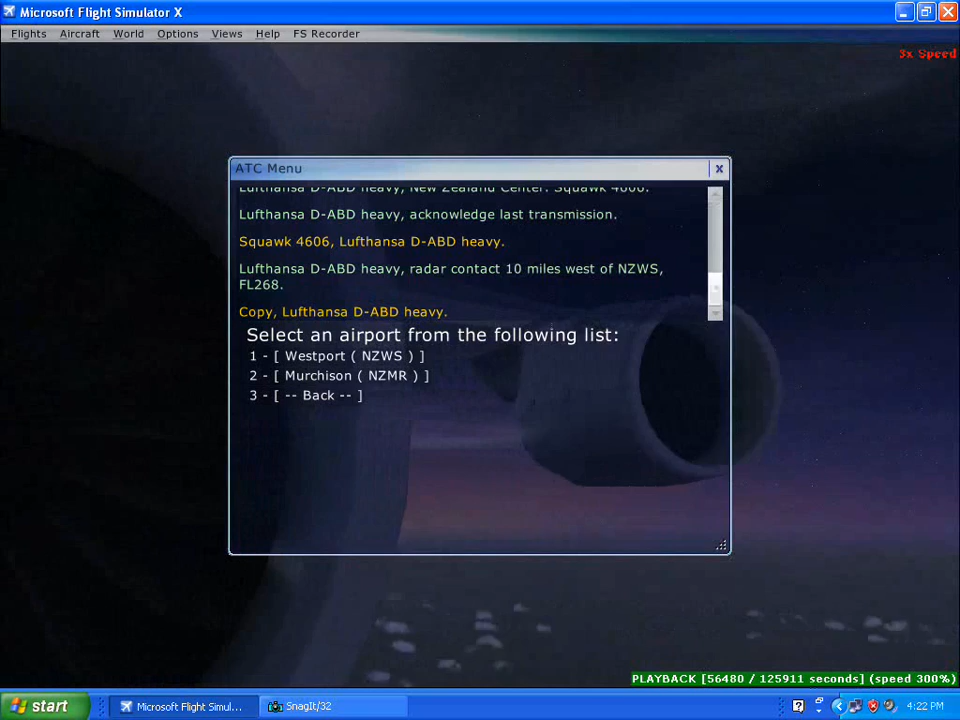 Microsoft Flight Simulator X
Flights Aircraft World Options Views Help FS Recorder
3x Speed
ATC Menu
Lufthansa D-ABD heavy, New Zealand Center. Squawk 4606.
Lufthansa D-ABD heavy, acknowledge last transmission.
Squawk 4606, Lufthansa D-ABD heavy.
Lufthansa D-ABD heavy, radar contact 10 miles west of NZWS,
FL268.
Copy, Lufthansa D-ABD heavy.
Select an airport from the following list:
1 - [ Westport ( NZWS ) ]
2 - [ Murchison ( NZMR ) ]
3 - [ -- Back -- ]
PLAYBACK [56480 / 125911 seconds] (speed 300%)
start Microsoft Flight Simul... SnagIt/32 4:22 PM